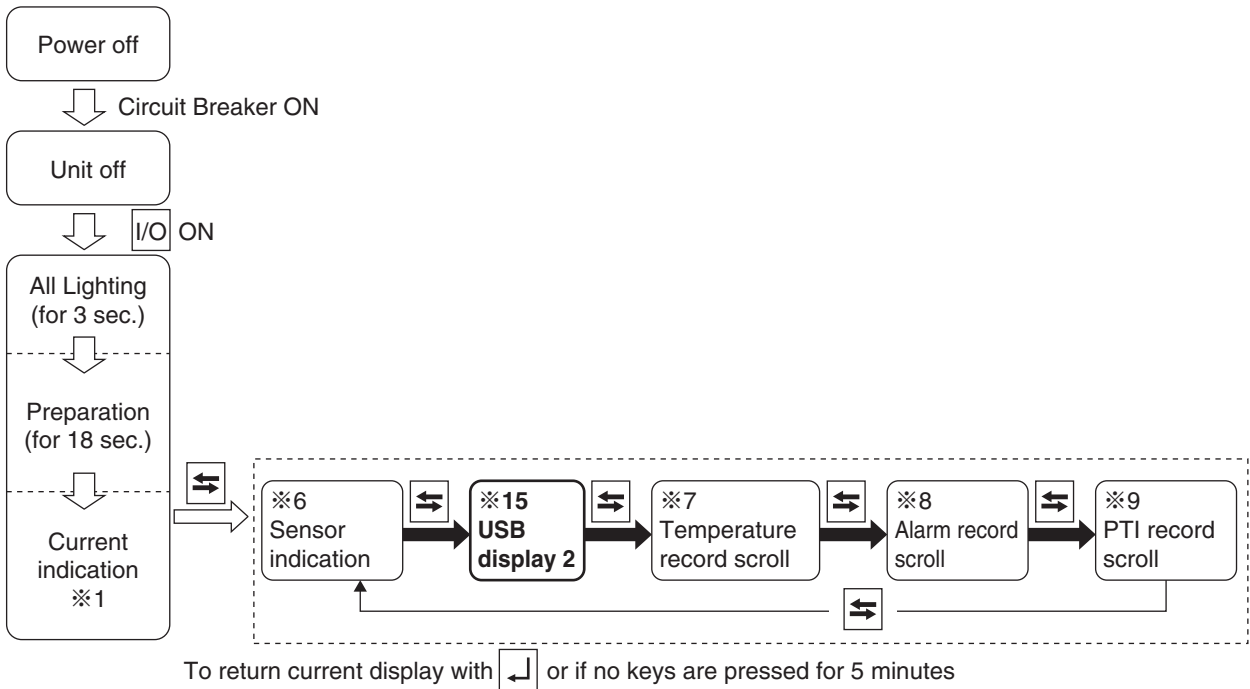 Power off
Circuit Breaker ON
Unit off
I/O ON
All Lighting
(for 3 sec.)
Preparation
(for 18 sec.)
Current
indication
※1
※6
Sensor
indication
※15
USB
display 2
※7
Temperature
record scroll
※8
Alarm record
scroll
※9
PTI record
scroll
To return current display with ↵ or if no keys are pressed for 5 minutes